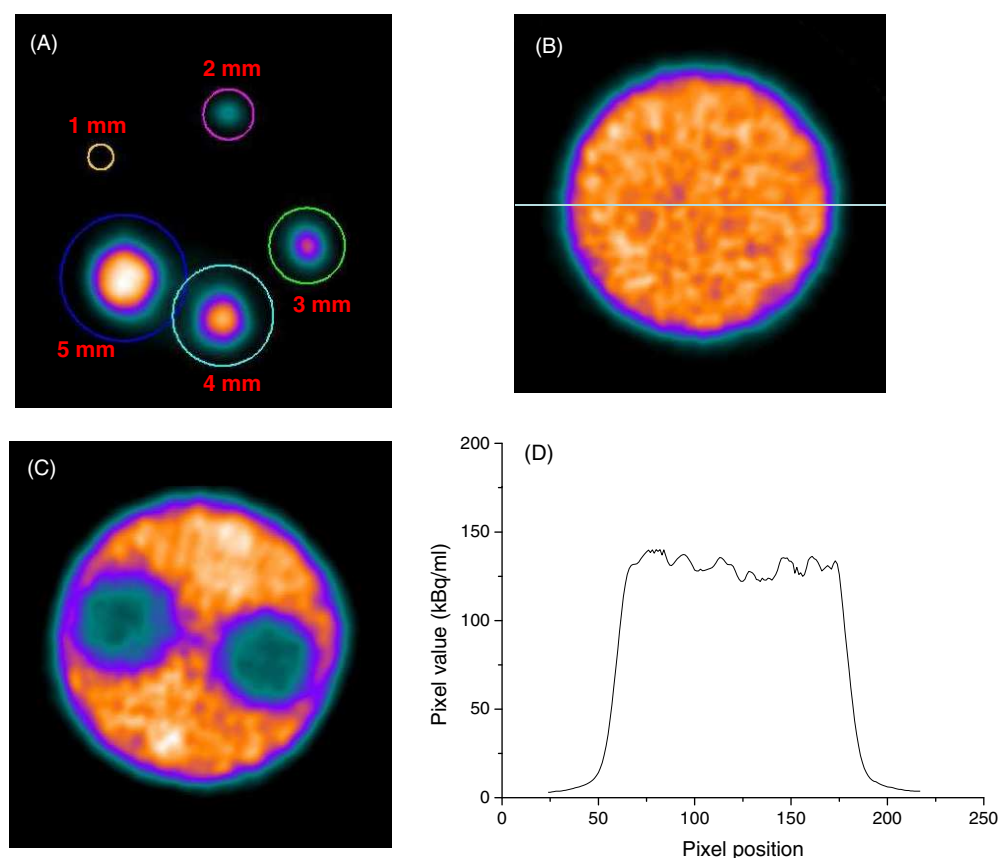 (A)
2 mm
1 mm
3 mm
5 mm
4 mm
(B)
(C)
(D)
200
150
100
50
0
Pixel value (kBq/ml)
0 50 100 150 200 250
Pixel position